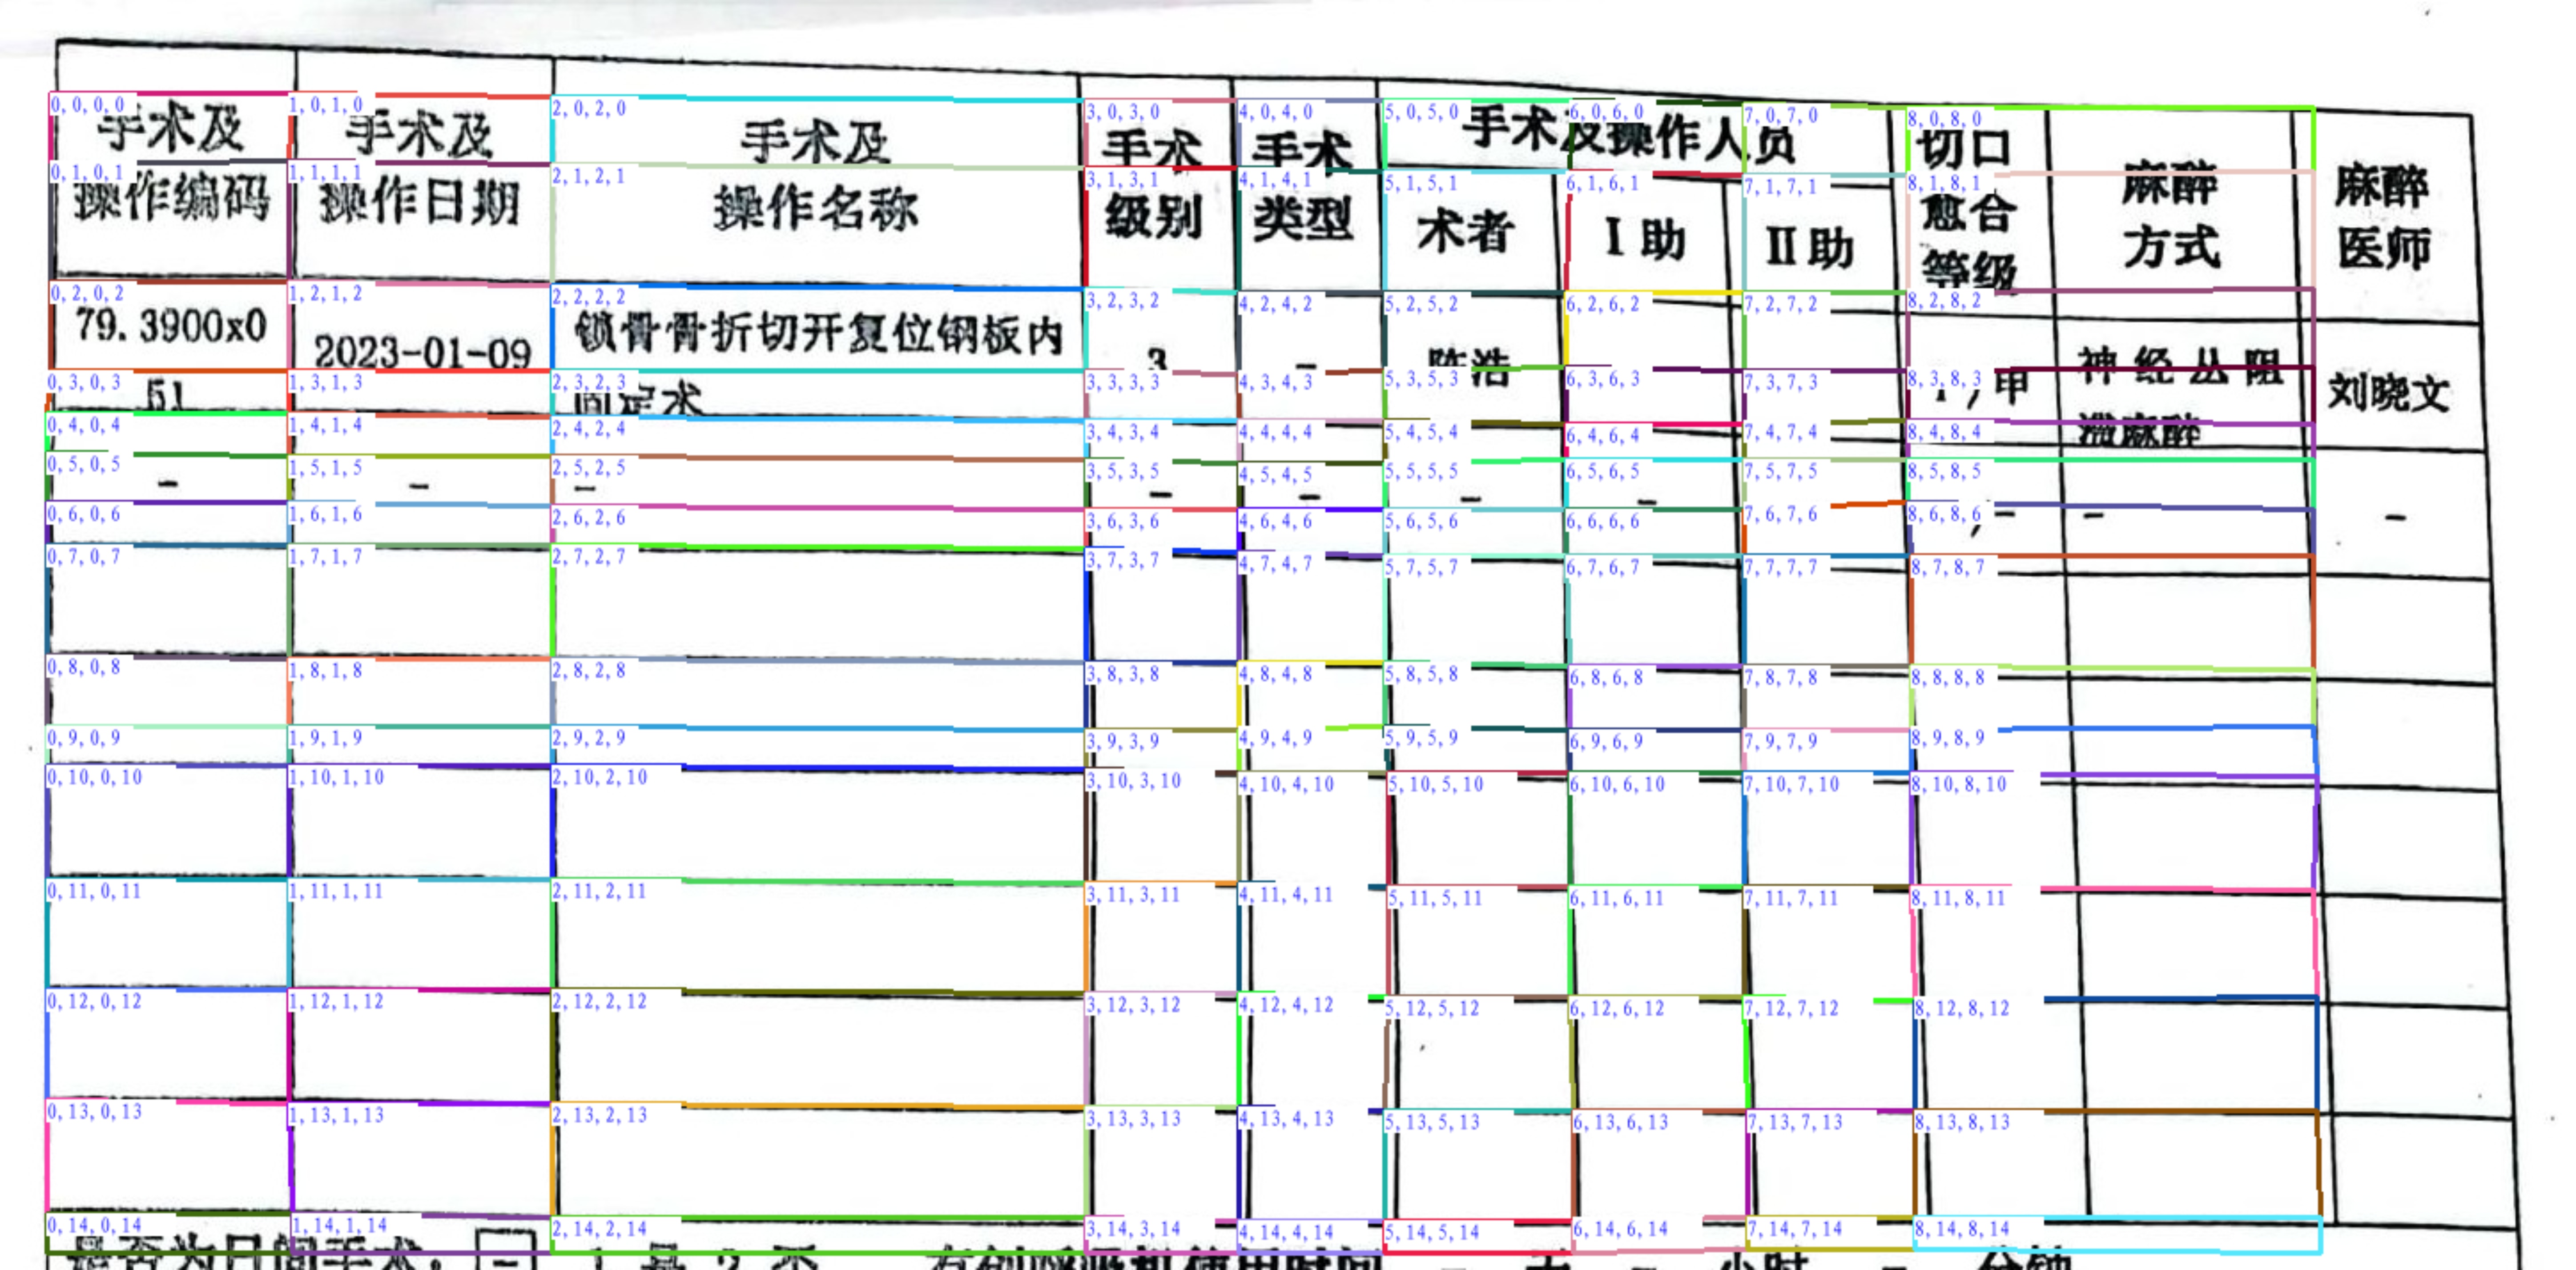 0,0,0,0 1,0,1,0 2,0,2,0 3,0,3,0 4,0,4,0 5,0,5,0 6,0,6,0 7,0,7,0 8,0,8,0
手术及 手术及 手术及 手术 手术 手术及操作人员 切口
0,1,0,1 1,1,1,1 2,1,2,1 3,1,3,1 4,1,4,1 5,1,5,1 6,1,6,1 7,1,7,1 8,1,8,1 麻醉 麻醉
操作编码 操作日期 操作名称 级别 类型 术者 I助 II助 愈合 方式 医师
等级
0,2,0,2 1,2,1,2 2,2,2,2 3,2,3,2 4,2,4,2 5,2,5,2 6,2,6,2 7,2,7,2 8,2,8,2
79.3900x0 2023-01-09 锁骨骨折切开复位钢板内 3 - 陈浩 神经丛阻
0,3,0,3 1,3,1,3 2,3,2,3 3,3,3,3 4,3,4,3 5,3,5,3 6,3,6,3 7,3,7,3 8,3,8,3
51 固定术 ,甲 刘晓文
0,4,0,4 1,4,1,4 2,4,2,4 3,4,3,4 4,4,4,4 5,4,5,4 6,4,6,4 7,4,7,4 8,4,8,4 滞麻醉
0,5,0,5 1,5,1,5 2,5,2,5 3,5,3,5 4,5,4,5 5,5,5,5 6,5,6,5 7,5,7,5 8,5,8,5
- - - - - - -
0,6,0,6 1,6,1,6 2,6,2,6 3,6,3,6 4,6,4,6 5,6,5,6 6,6,6,6 7,6,7,6 8,6,8,6 ,- - -
0,7,0,7 1,7,1,7 2,7,2,7 3,7,3,7 4,7,4,7 5,7,5,7 6,7,6,7 7,7,7,7 8,7,8,7
0,8,0,8 1,8,1,8 2,8,2,8 3,8,3,8 4,8,4,8 5,8,5,8 6,8,6,8 7,8,7,8 8,8,8,8
0,9,0,9 1,9,1,9 2,9,2,9 3,9,3,9 4,9,4,9 5,9,5,9 6,9,6,9 7,9,7,9 8,9,8,9
0,10,0,10 1,10,1,10 2,10,2,10 3,10,3,10 4,10,4,10 5,10,5,10 6,10,6,10 7,10,7,10 8,10,8,10
0,11,0,11 1,11,1,11 2,11,2,11 3,11,3,11 4,11,4,11 5,11,5,11 6,11,6,11 7,11,7,11 8,11,8,11
0,12,0,12 1,12,1,12 2,12,2,12 3,12,3,12 4,12,4,12 5,12,5,12 6,12,6,12 7,12,7,12 8,12,8,12
0,13,0,13 1,13,1,13 2,13,2,13 3,13,3,13 4,13,4,13 5,13,5,13 6,13,6,13 7,13,7,13 8,13,8,13
0,14,0,14 1,14,1,14 2,14,2,14 3,14,3,14 4,14,4,14 5,14,5,14 6,14,6,14 7,14,7,14 8,14,8,14
是否为日间手术: -